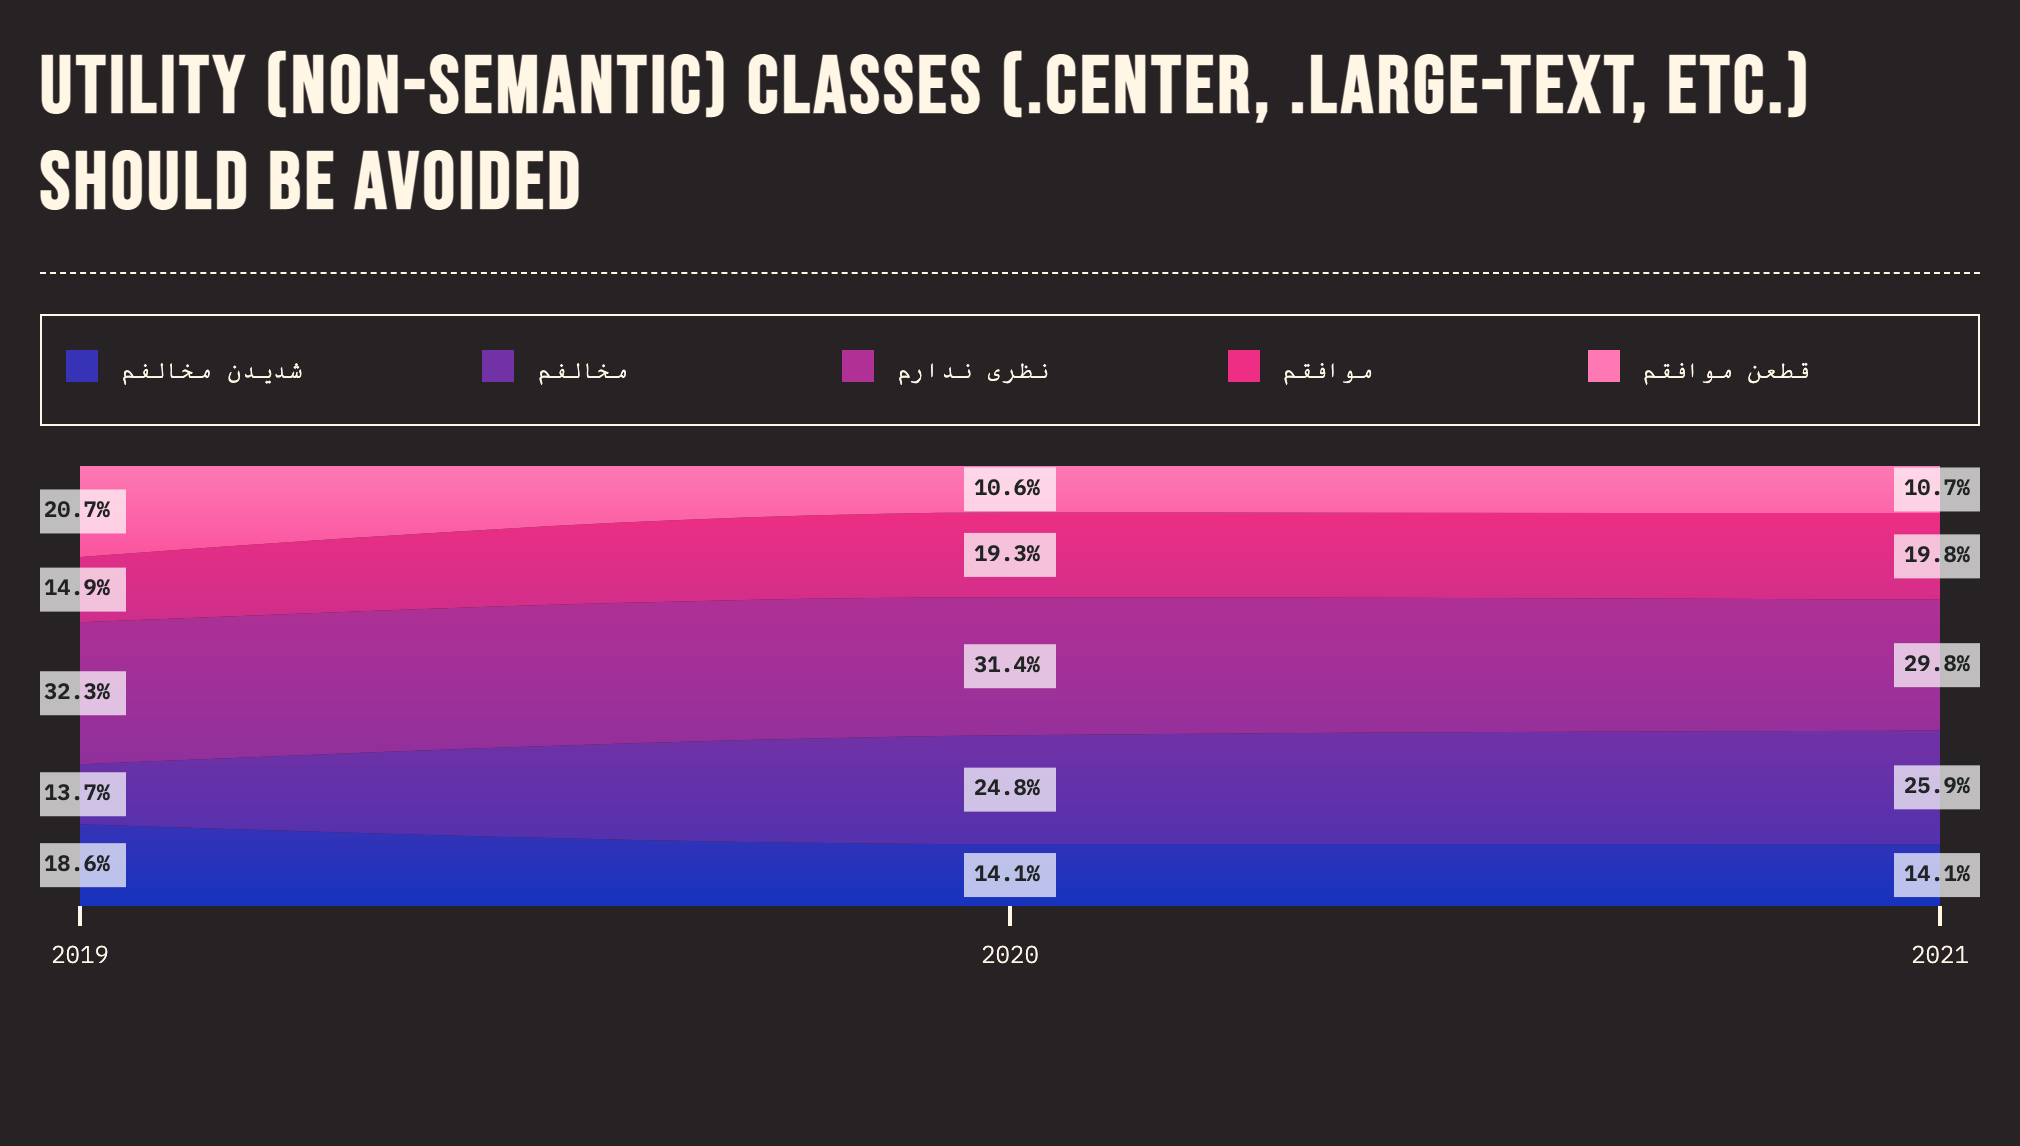 UTILITY (NON-SEMANTIC) CLASSES (.CENTER, .LARGE-TEXT, ETC.)
SHOULD BE AVOIDED
شدیدن مخالفم
مخالفم
نظری ندارم
موافقم
قطعن موافقم
20.7%
14.9%
32.3%
13.7%
18.6%
10.6%
19.3%
31.4%
24.8%
14.1%
10.7%
19.8%
29.8%
25.9%
14.1%
2019
2020
2021